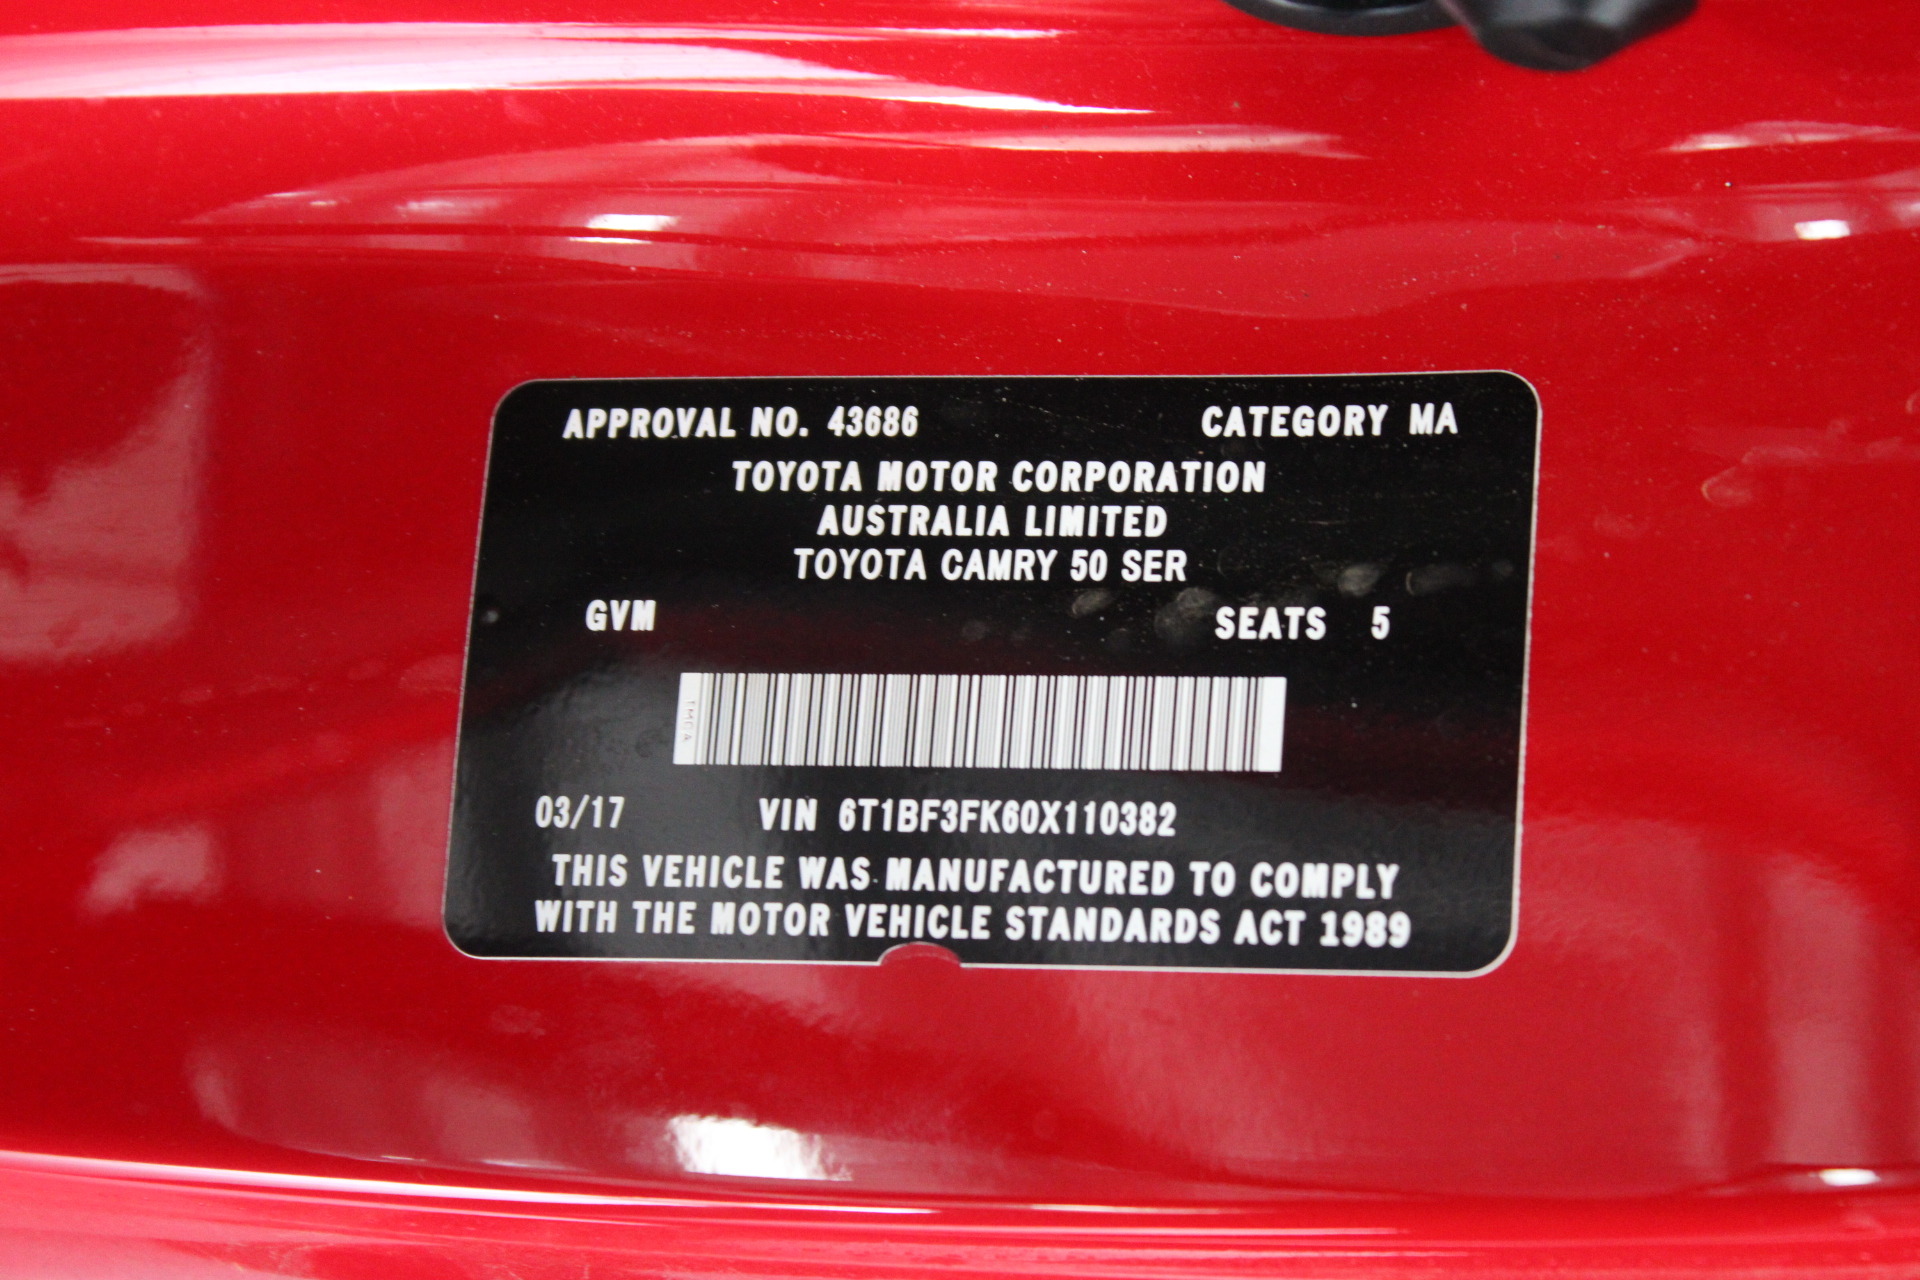 APPROVAL NO. 43686 CATEGORY MA
TOYOTA MOTOR CORPORATION
AUSTRALIA LIMITED
TOYOTA CAMRY 50 SER
GVM SEATS 5
03/17 VIN 6T1BF3FK60X110382
THIS VEHICLE WAS MANUFACTURED TO COMPLY
WITH THE MOTOR VEHICLE STANDARDS ACT 1989